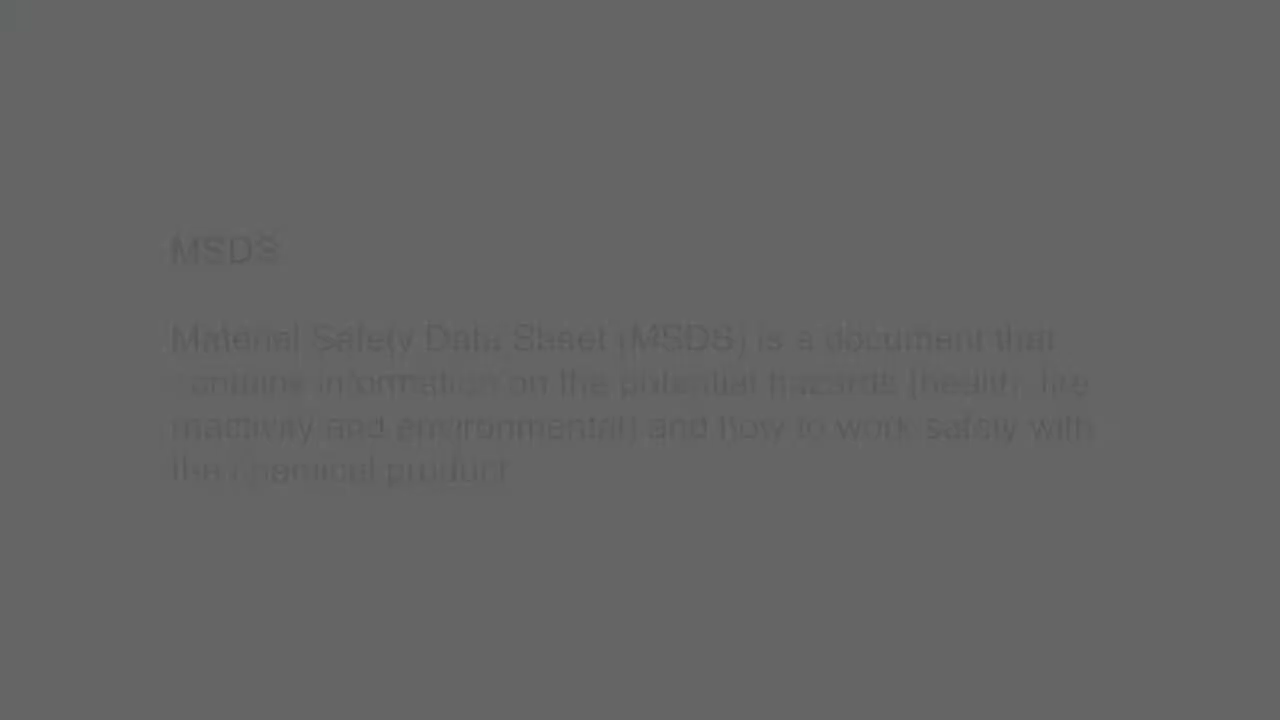 MSDS
Material Safety Data Sheet (MSDS) is a document that
contains information on the potential hazards (health, fire
reactivity and environmental) and how to work safely with
the chemical product